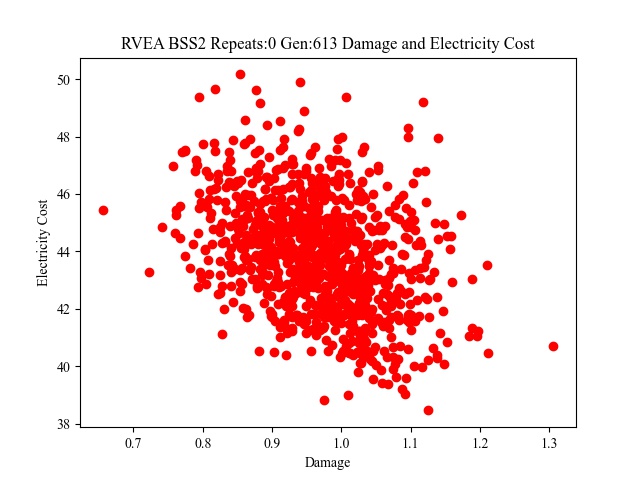 RVEA BSS2 Repeats:0 Gen:613 Damage and Electricity Cost
50
48
46
44
42
40
38
Electricity Cost
0.7 0.8 0.9 1.0 1.1 1.2 1.3
Damage